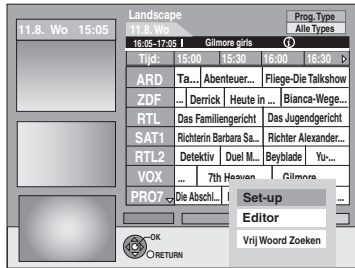 Landscape
Prog.Type
11.8. Wo 15:05
11.8. Wo
All Types
16:05~17:05 Gilmore girls
Tijd: 15:00 15:30 16:00 16:30
ARD Ta... Abenteuer... Fliege-Die Talkshow
ZDF ... Derrick Heute in ... Bianca-Wege...
RTL Das Familiengericht Das Jugendgericht
SAT1 Richterin Barbara Sa... Richter Alexander...
RTL2 Detektiv Duel M... Beyblade Yu-...
VOX ... 7th Heaven Gilmore
PRO7 Die Abschl... ...
Set-up
Editor
Vrij Woord Zoeken
OK
RETURN